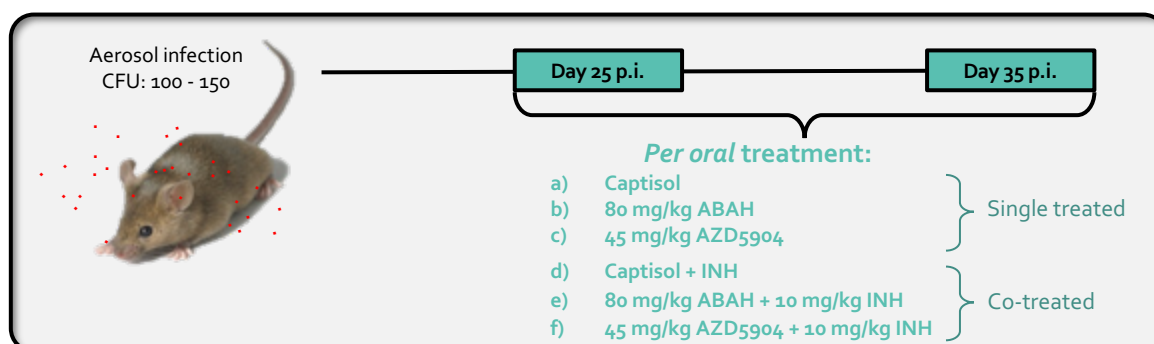 Aerosol infection
CFU: 100 - 150
Day 25 p.i.
Day 35 p.i.
Per oral treatment:
a) Captisol
b) 80 mg/kg ABAH
c) 45 mg/kg AZD5904
Single treated
d) Captisol + INH
e) 80 mg/kg ABAH + 10 mg/kg INH
f) 45 mg/kg AZD5904 + 10 mg/kg INH
Co-treated